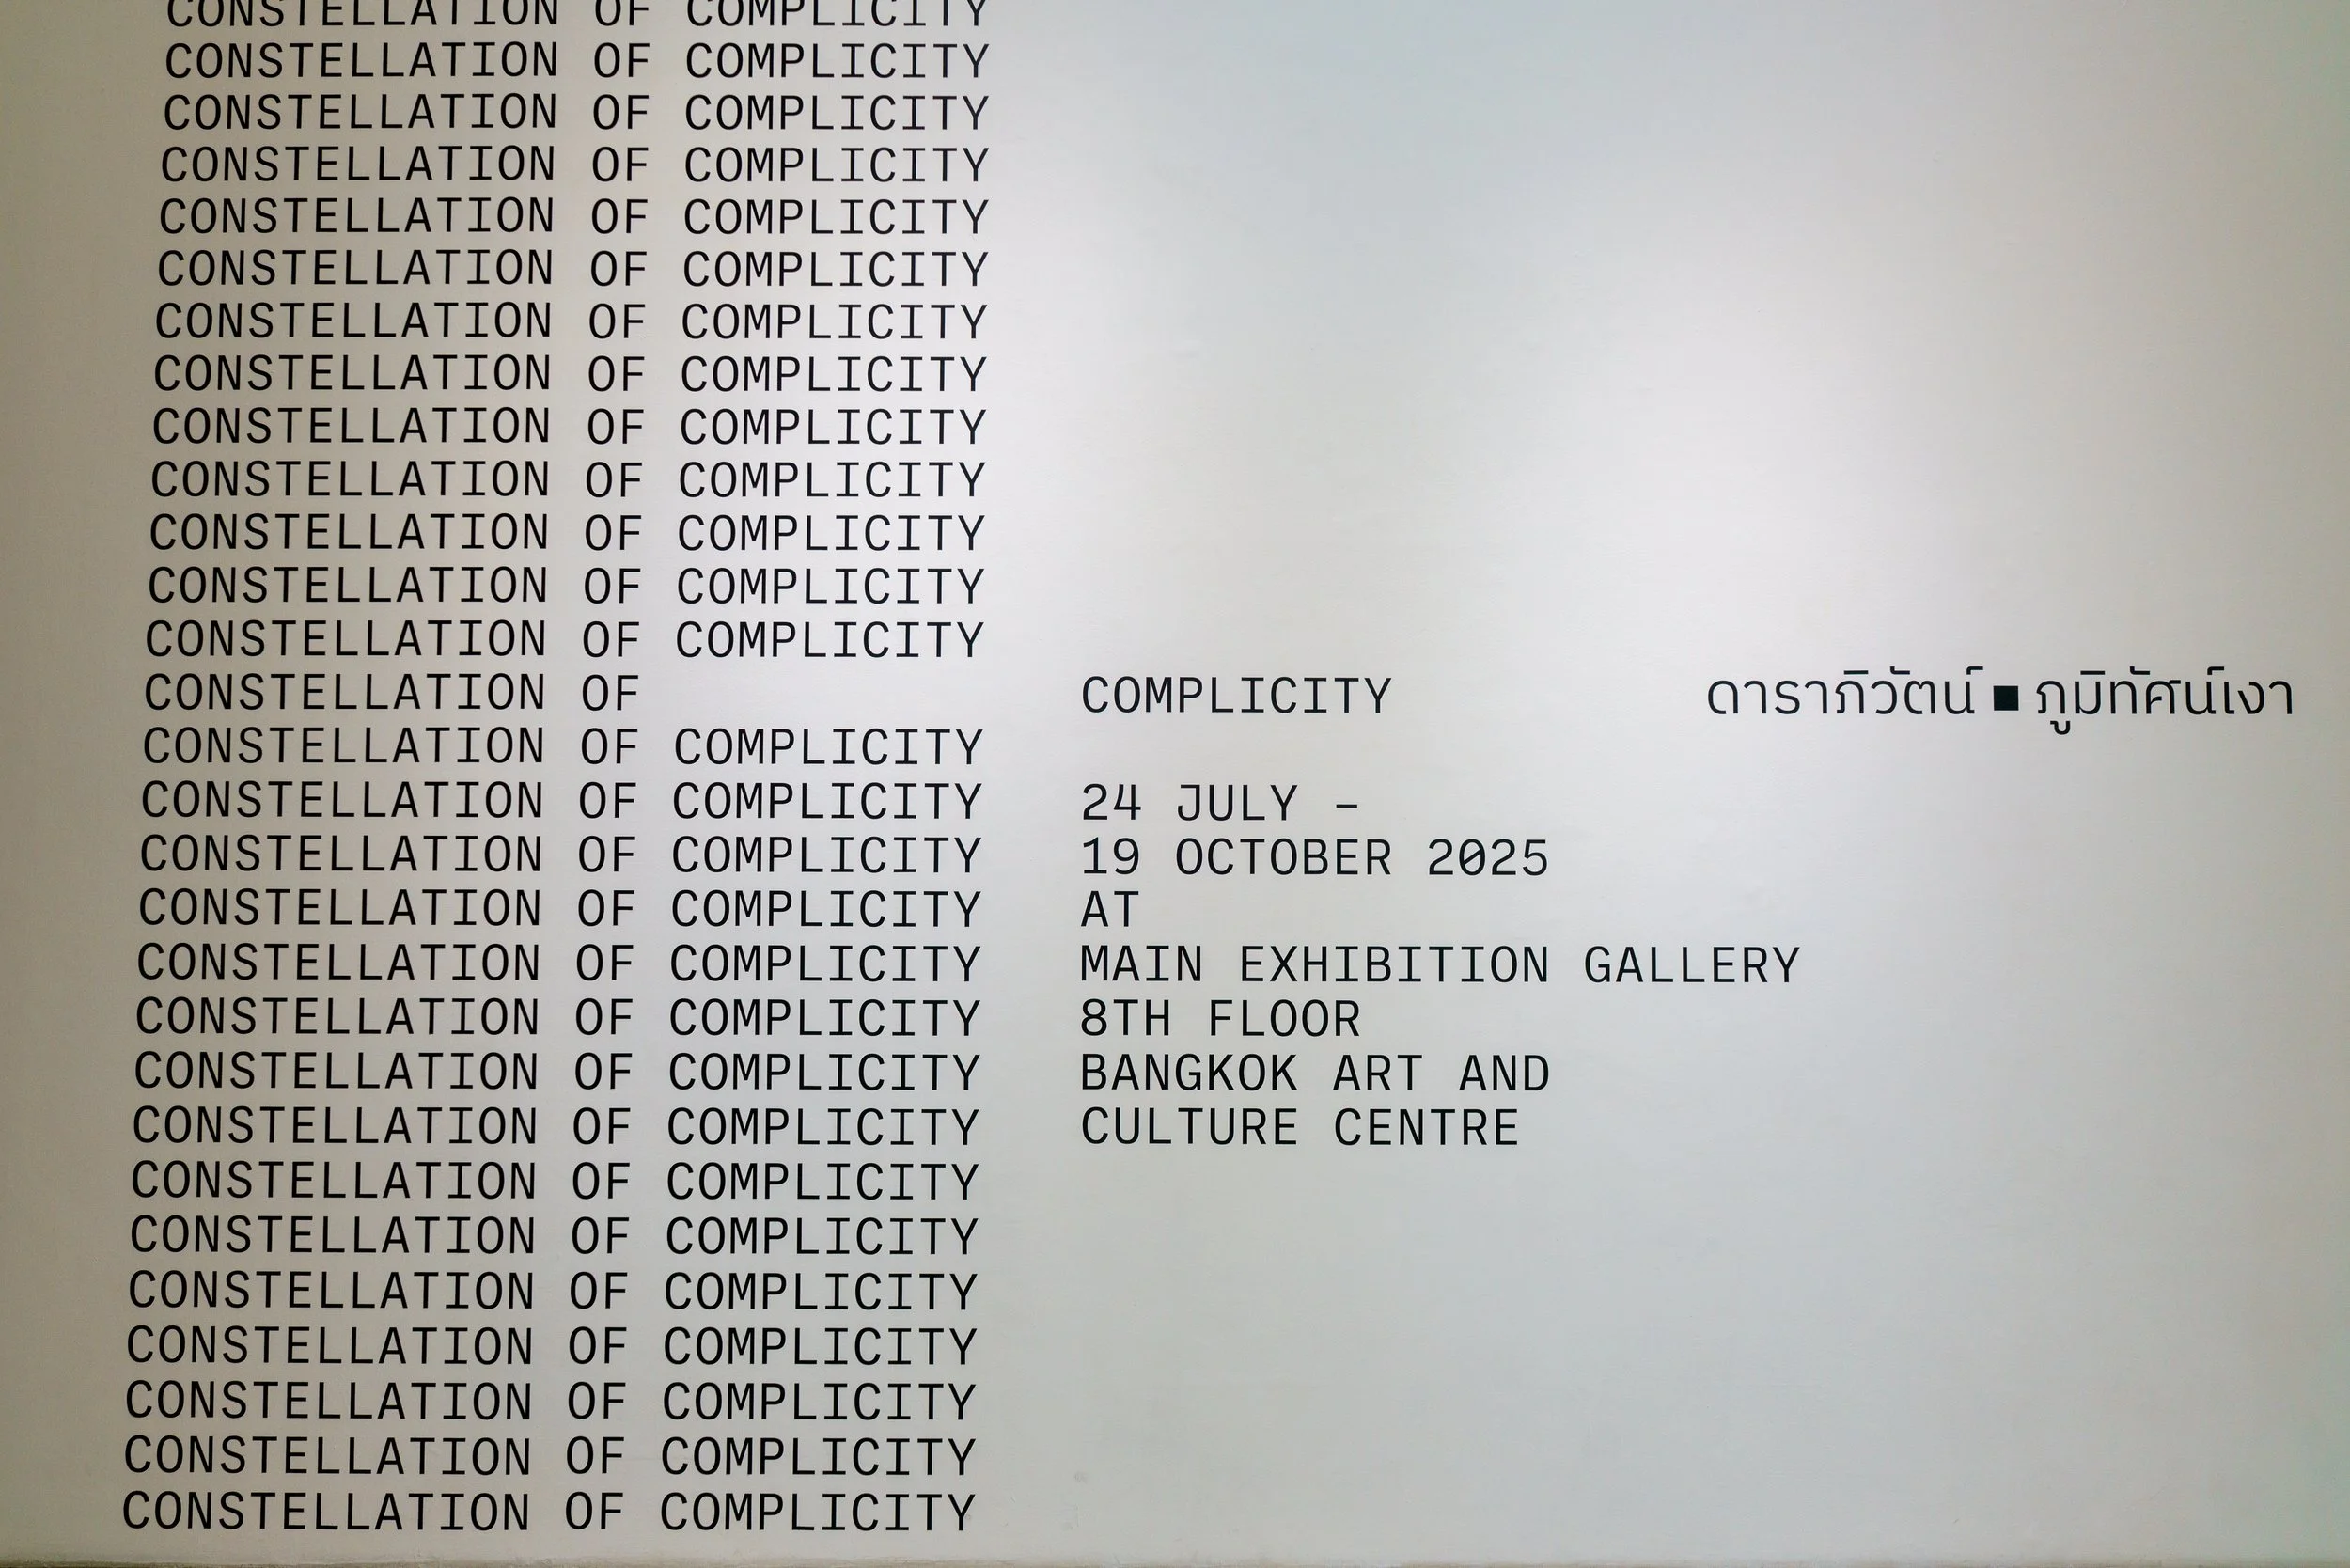 CONSTELLATION OF COMPLICITY
CONSTELLATION OF COMPLICITY
CONSTELLATION OF COMPLICITY
CONSTELLATION OF COMPLICITY
CONSTELLATION OF COMPLICITY
CONSTELLATION OF COMPLICITY
CONSTELLATION OF COMPLICITY
CONSTELLATION OF COMPLICITY
CONSTELLATION OF COMPLICITY
CONSTELLATION OF COMPLICITY
CONSTELLATION OF COMPLICITY
CONSTELLATION OF COMPLICITY
CONSTELLATION OF COMPLICITY
CONSTELLATION OF COMPLICITY ดาราภิวัตน์ ■ ภูมิทัศน์เงา
CONSTELLATION OF COMPLICITY
CONSTELLATION OF COMPLICITY 24 JULY –
CONSTELLATION OF COMPLICITY 19 OCTOBER 2025
CONSTELLATION OF COMPLICITY AT
CONSTELLATION OF COMPLICITY MAIN EXHIBITION GALLERY
CONSTELLATION OF COMPLICITY 8TH FLOOR
CONSTELLATION OF COMPLICITY BANGKOK ART AND
CONSTELLATION OF COMPLICITY CULTURE CENTRE
CONSTELLATION OF COMPLICITY
CONSTELLATION OF COMPLICITY
CONSTELLATION OF COMPLICITY
CONSTELLATION OF COMPLICITY
CONSTELLATION OF COMPLICITY
CONSTELLATION OF COMPLICITY
CONSTELLATION OF COMPLICITY